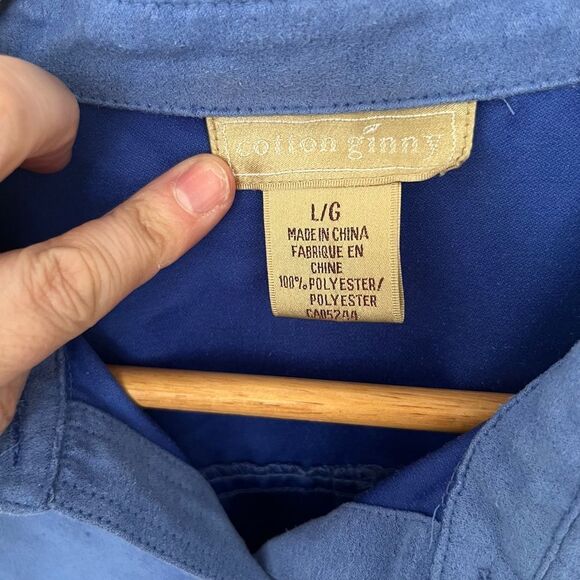 cotton ginny
L/G
MADE IN CHINA
FABRIQUE EN
CHINE
100% POLYESTER/
POLYESTER
CA05244